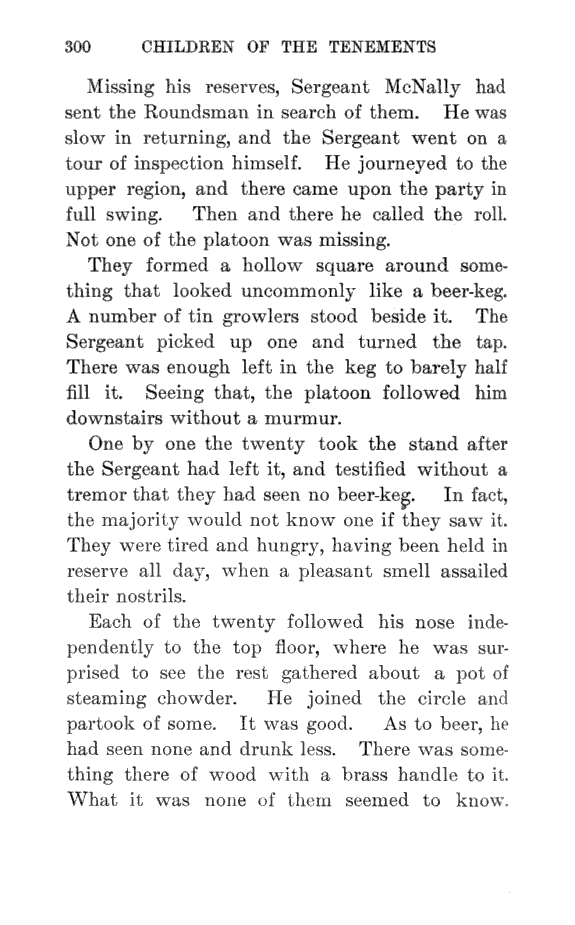 300 CHILDREN OF THE TENEMENTS
Missing his reserves, Sergeant McNally had
sent the Roundsman in search of them. He was
slow in returning, and the Sergeant went on a
tour of inspection himself. He journeyed to the
upper region, and there came upon the party in
full swing. Then and there he called the roll.
Not one of the platoon was missing.
They formed a hollow square around some-
thing that looked uncommonly like a beer-keg.
A number of tin growlers stood beside it. The
Sergeant picked up one and turned the tap.
There was enough left in the keg to barely half
fill it. Seeing that, the platoon followed him
downstairs without a murmur.
One by one the twenty took the stand after
the Sergeant had left it, and testified without a
tremor that they had seen no beer-keg. In fact,
the majority would not know one if they saw it.
They were tired and hungry, having been held in
reserve all day, when a pleasant smell assailed
their nostrils.
Each of the twenty followed his nose inde-
pendently to the top floor, where he was sur-
prised to see the rest gathered about a pot of
steaming chowder. He joined the circle and
partook of some. It was good. As to beer, he
had seen none and drunk less. There was some-
thing there of wood with a brass handle to it.
What it was none of them seemed to know.